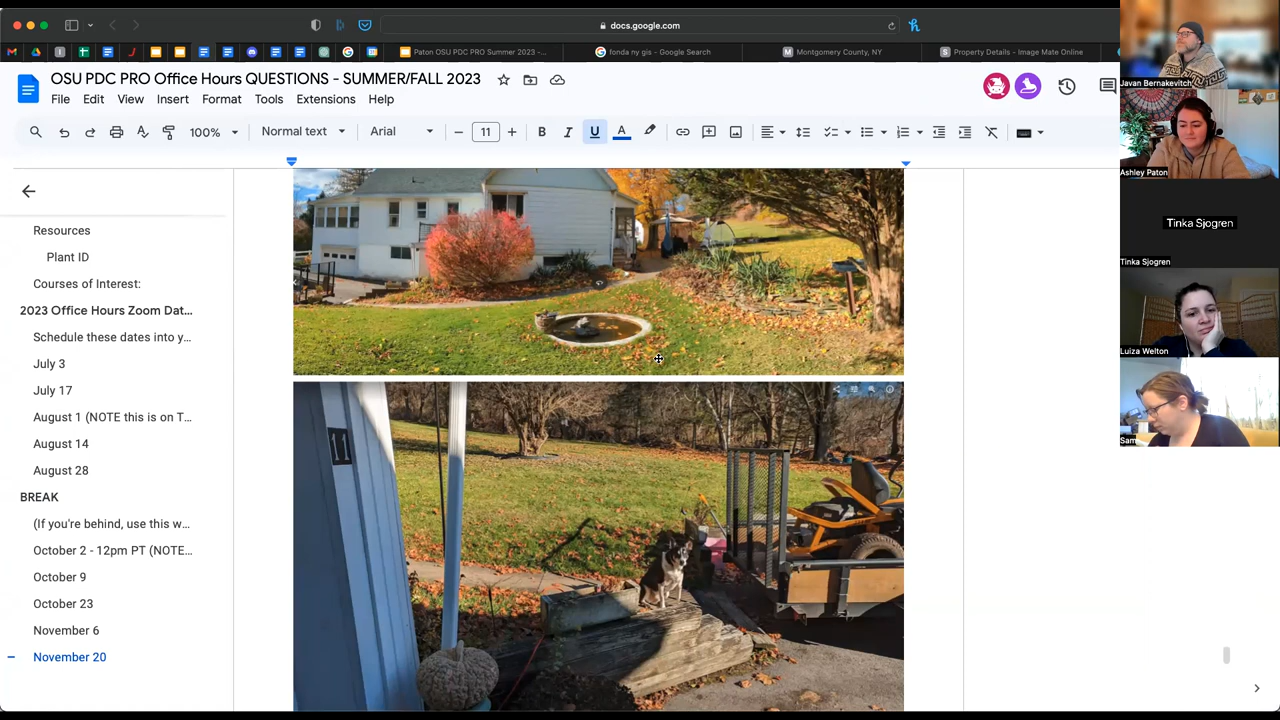 docs.google.com
Paton OSU PDC PRO Summer 2023 -...
fonda ny gis - Google Search
Montgomery County, NY
Property Details - Image Mate Online
OSU PDC PRO Office Hours QUESTIONS - SUMMER/FALL 2023
File Edit View Insert Format Tools Extensions Help
100% Normal text Arial 11 B I U A
Resources
Plant ID
Courses of Interest:
2023 Office Hours Zoom Dat...
Schedule these dates into y...
July 3
July 17
August 1 (NOTE this is on T...
August 14
August 28
BREAK
(If you're behind, use this w...
October 2 - 12pm PT (NOTE...
October 9
October 23
November 6
November 20
11
Javan Bernakevitch
Ashley Paton
Tinka Sjogren
Tinka Sjogren
Luiza Welton
Sam